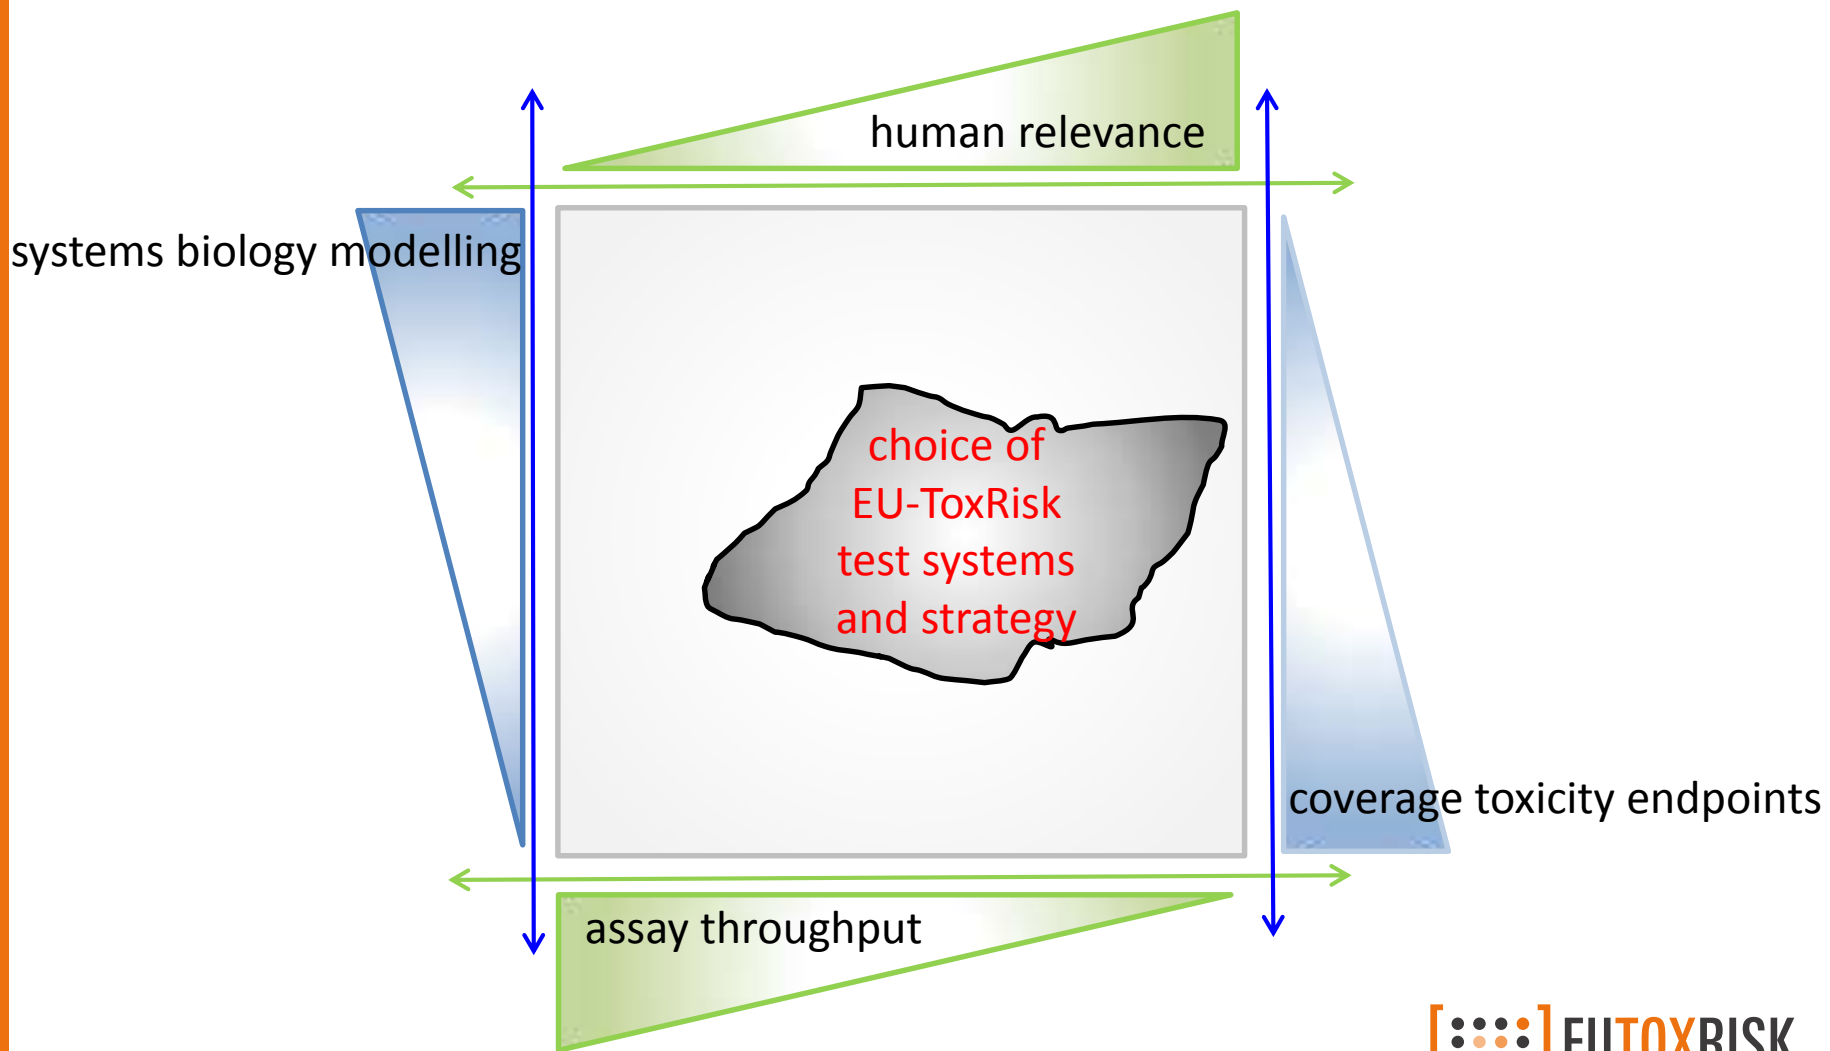 human relevance
systems biology modelling
choice of
EU-ToxRisk
test systems
and strategy
coverage toxicity endpoints
assay throughput
EUTOXRISK